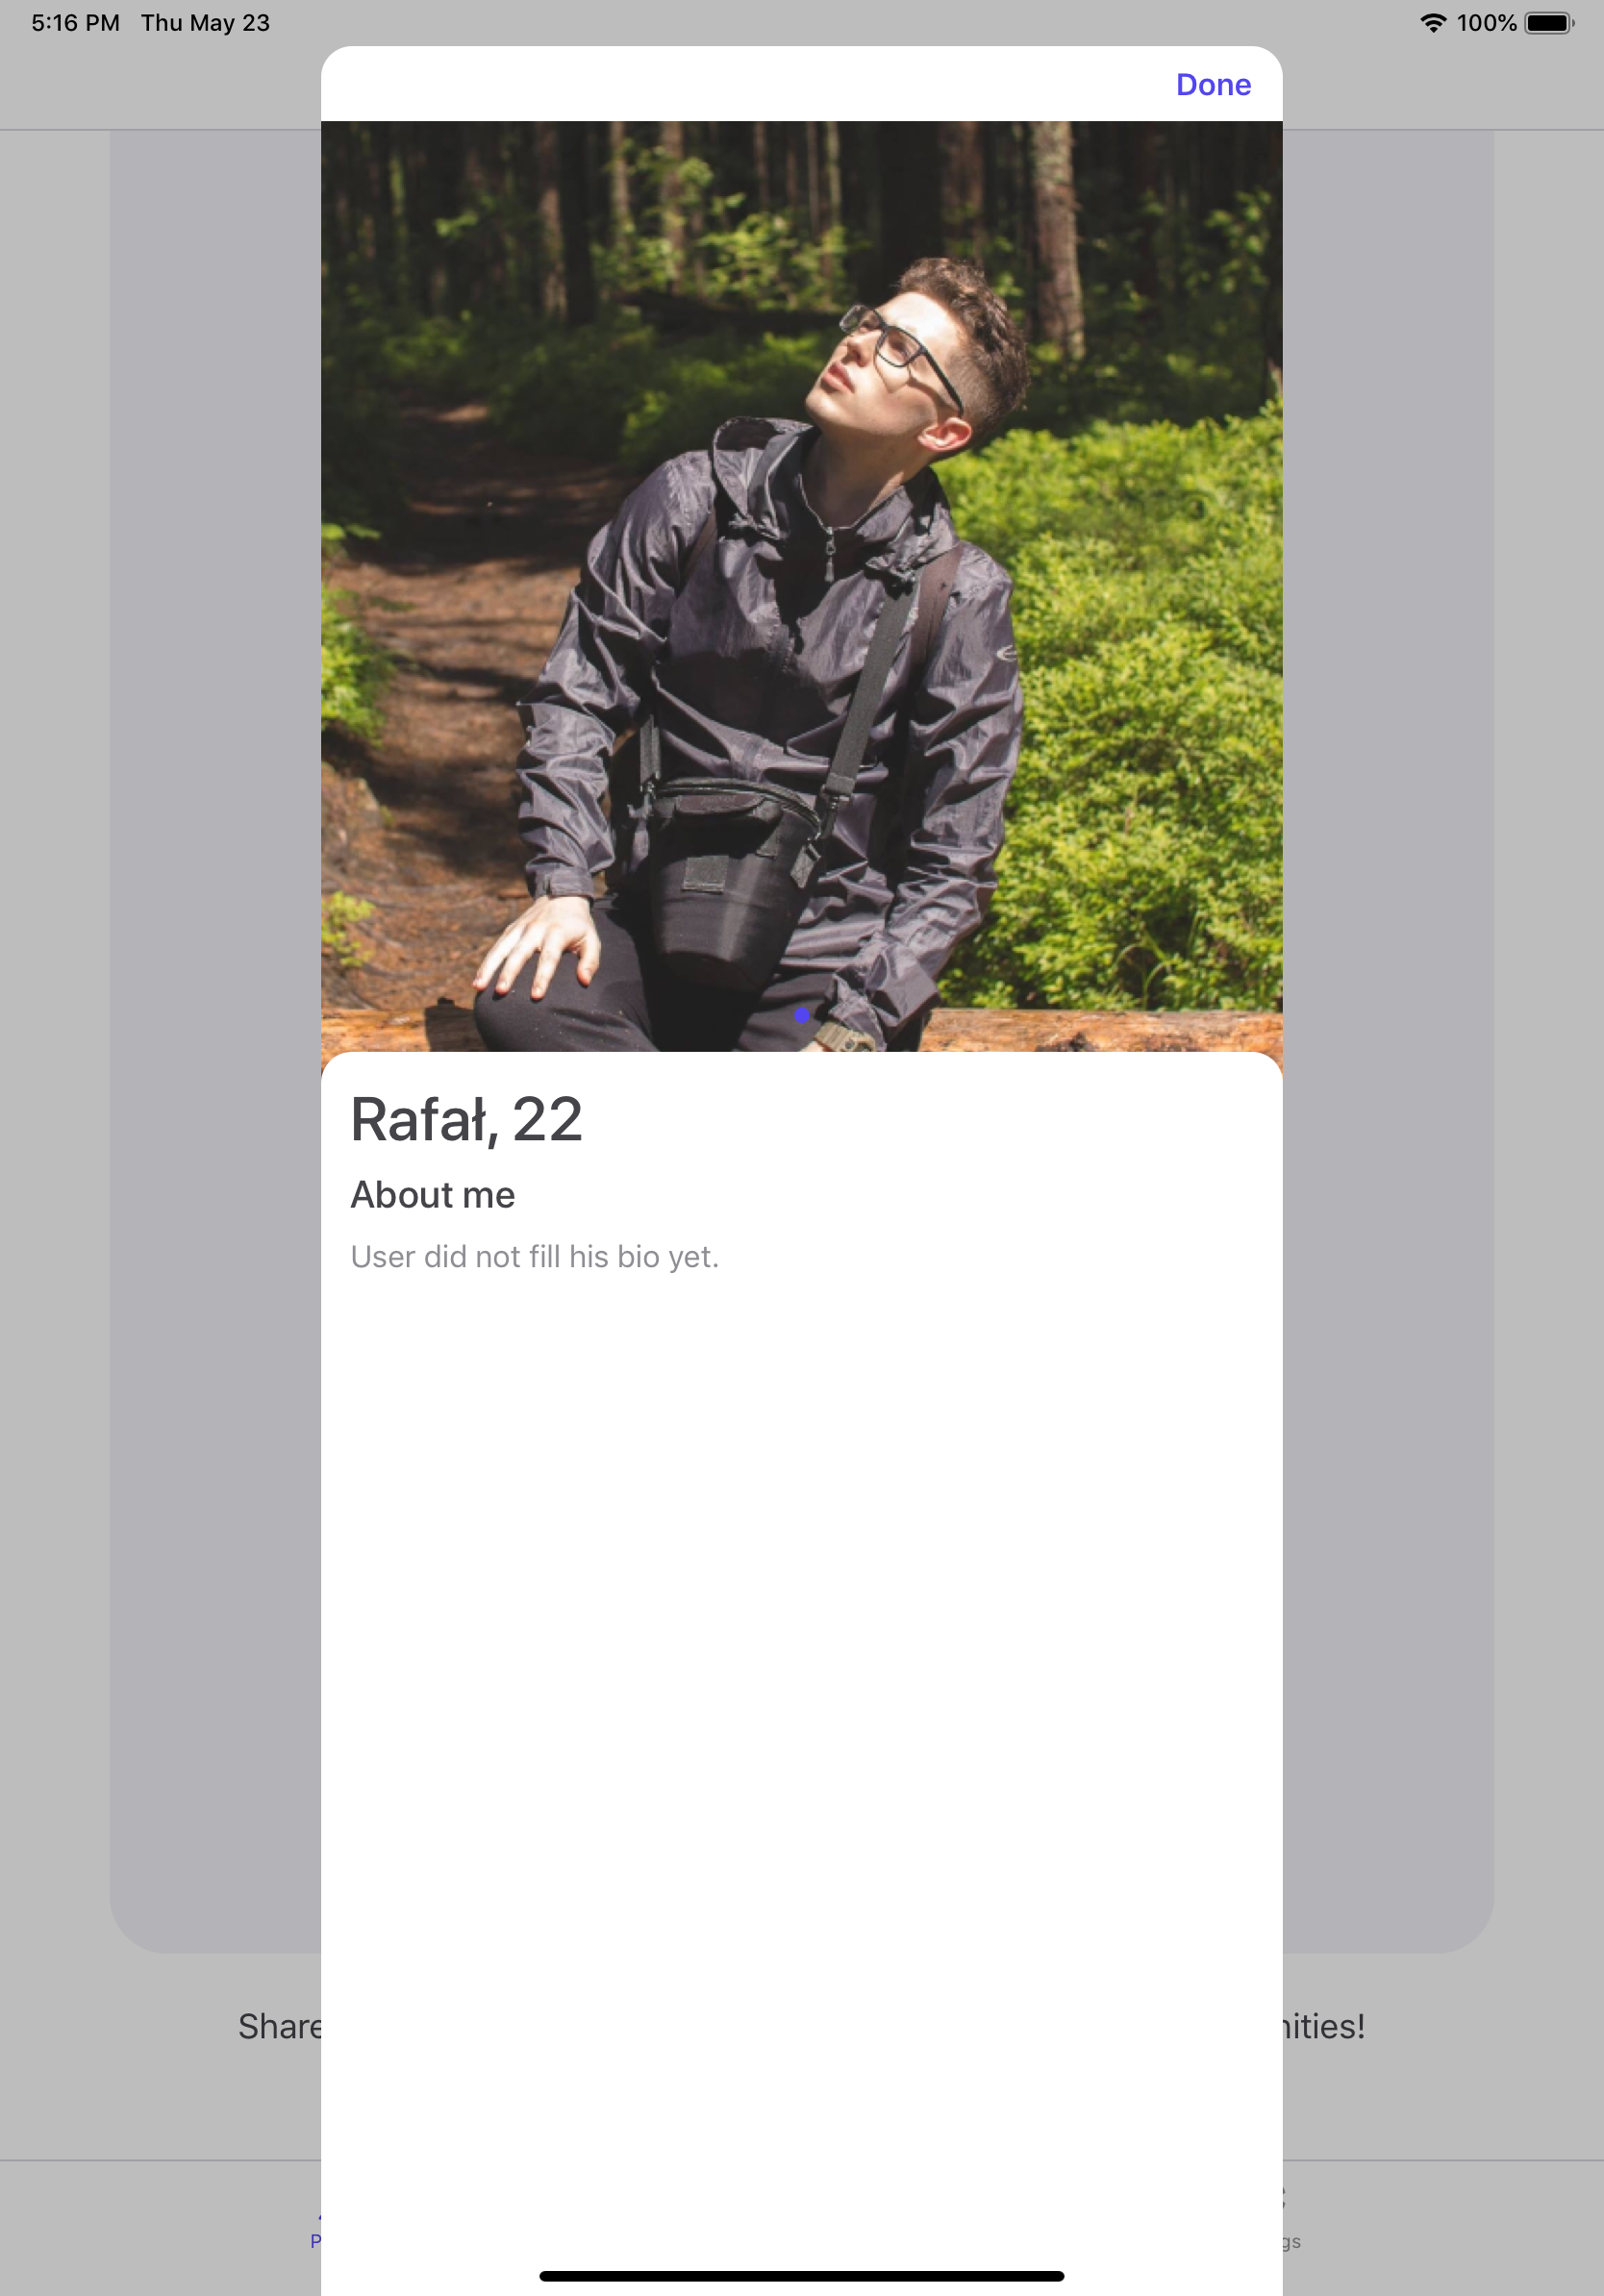 5:16 PM Thu May 23
100%
Done
Rafał, 22
About me
User did not fill his bio yet.
Share
nities!
P
gs